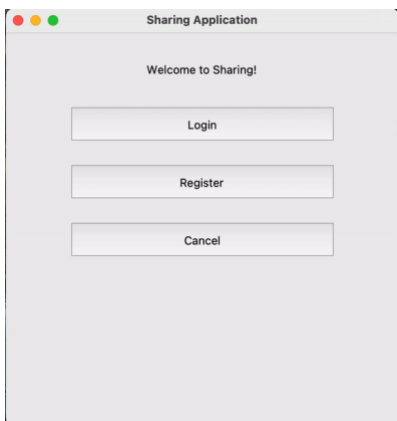 Sharing Application
Welcome to Sharing!
Login
Register
Cancel